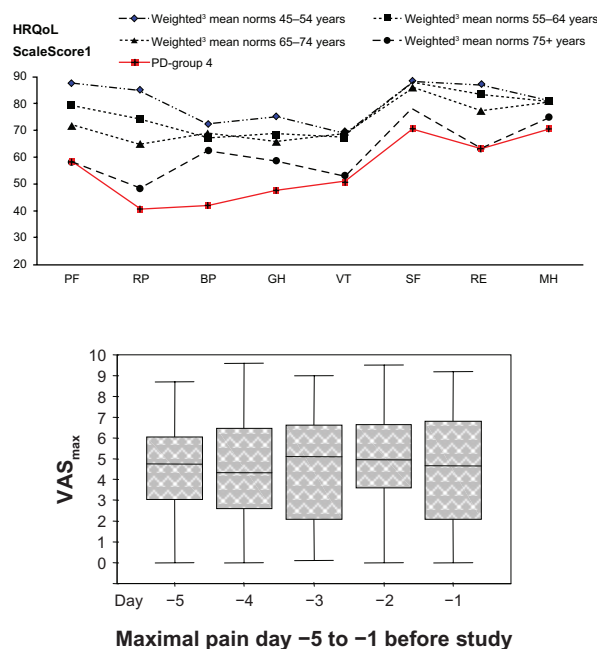 HRQoL
ScaleScore1
Weighted³ mean norms 45–54 years
Weighted³ mean norms 55–64 years
Weighted³ mean norms 65–74 years
Weighted³ mean norms 75+ years
PD-group 4
90
80
70
60
50
40
30
20
PF RP BP GH VT SF RE MH
VASmax
10
9
8
7
6
5
4
3
2
1
0
Day −5 −4 −3 −2 −1
Maximal pain day −5 to −1 before study